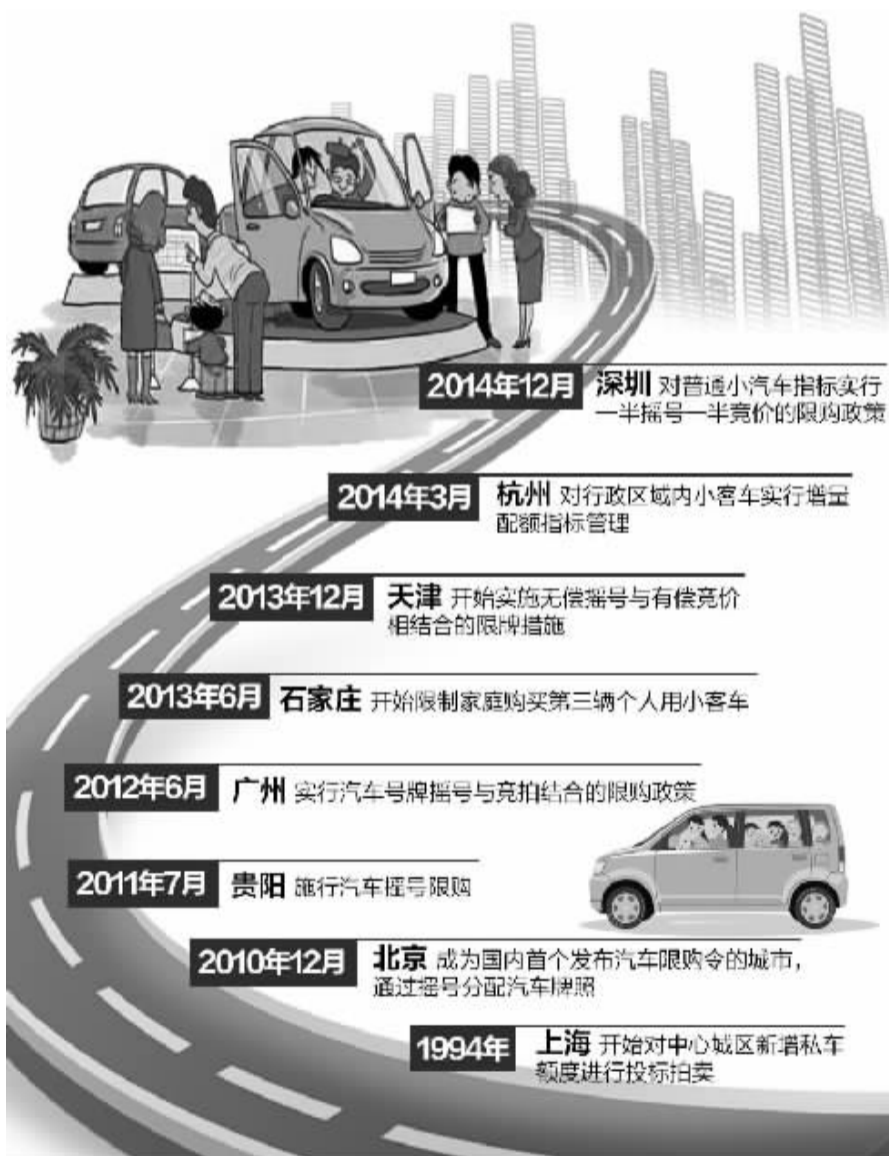 2014年12月 深圳 对普通小汽车指标实行
一半摇号一半竞价的限购政策
2014年3月 杭州 对行政区域内小客车实行增量
配额指标管理
2013年12月 天津 开始实施无偿摇号与有偿竞价
相结合的限牌措施
2013年6月 石家庄 开始限制家庭购买第三辆个人用小客车
2012年6月 广州 实行汽车号牌摇号与竞拍结合的限购政策
2011年7月 贵阳 施行汽车摇号限购
2010年12月 北京 成为国内首个发布汽车限购令的城市，
通过摇号分配汽车牌照
1994年 上海 开始对中心城区新增私车
额度进行投标拍卖